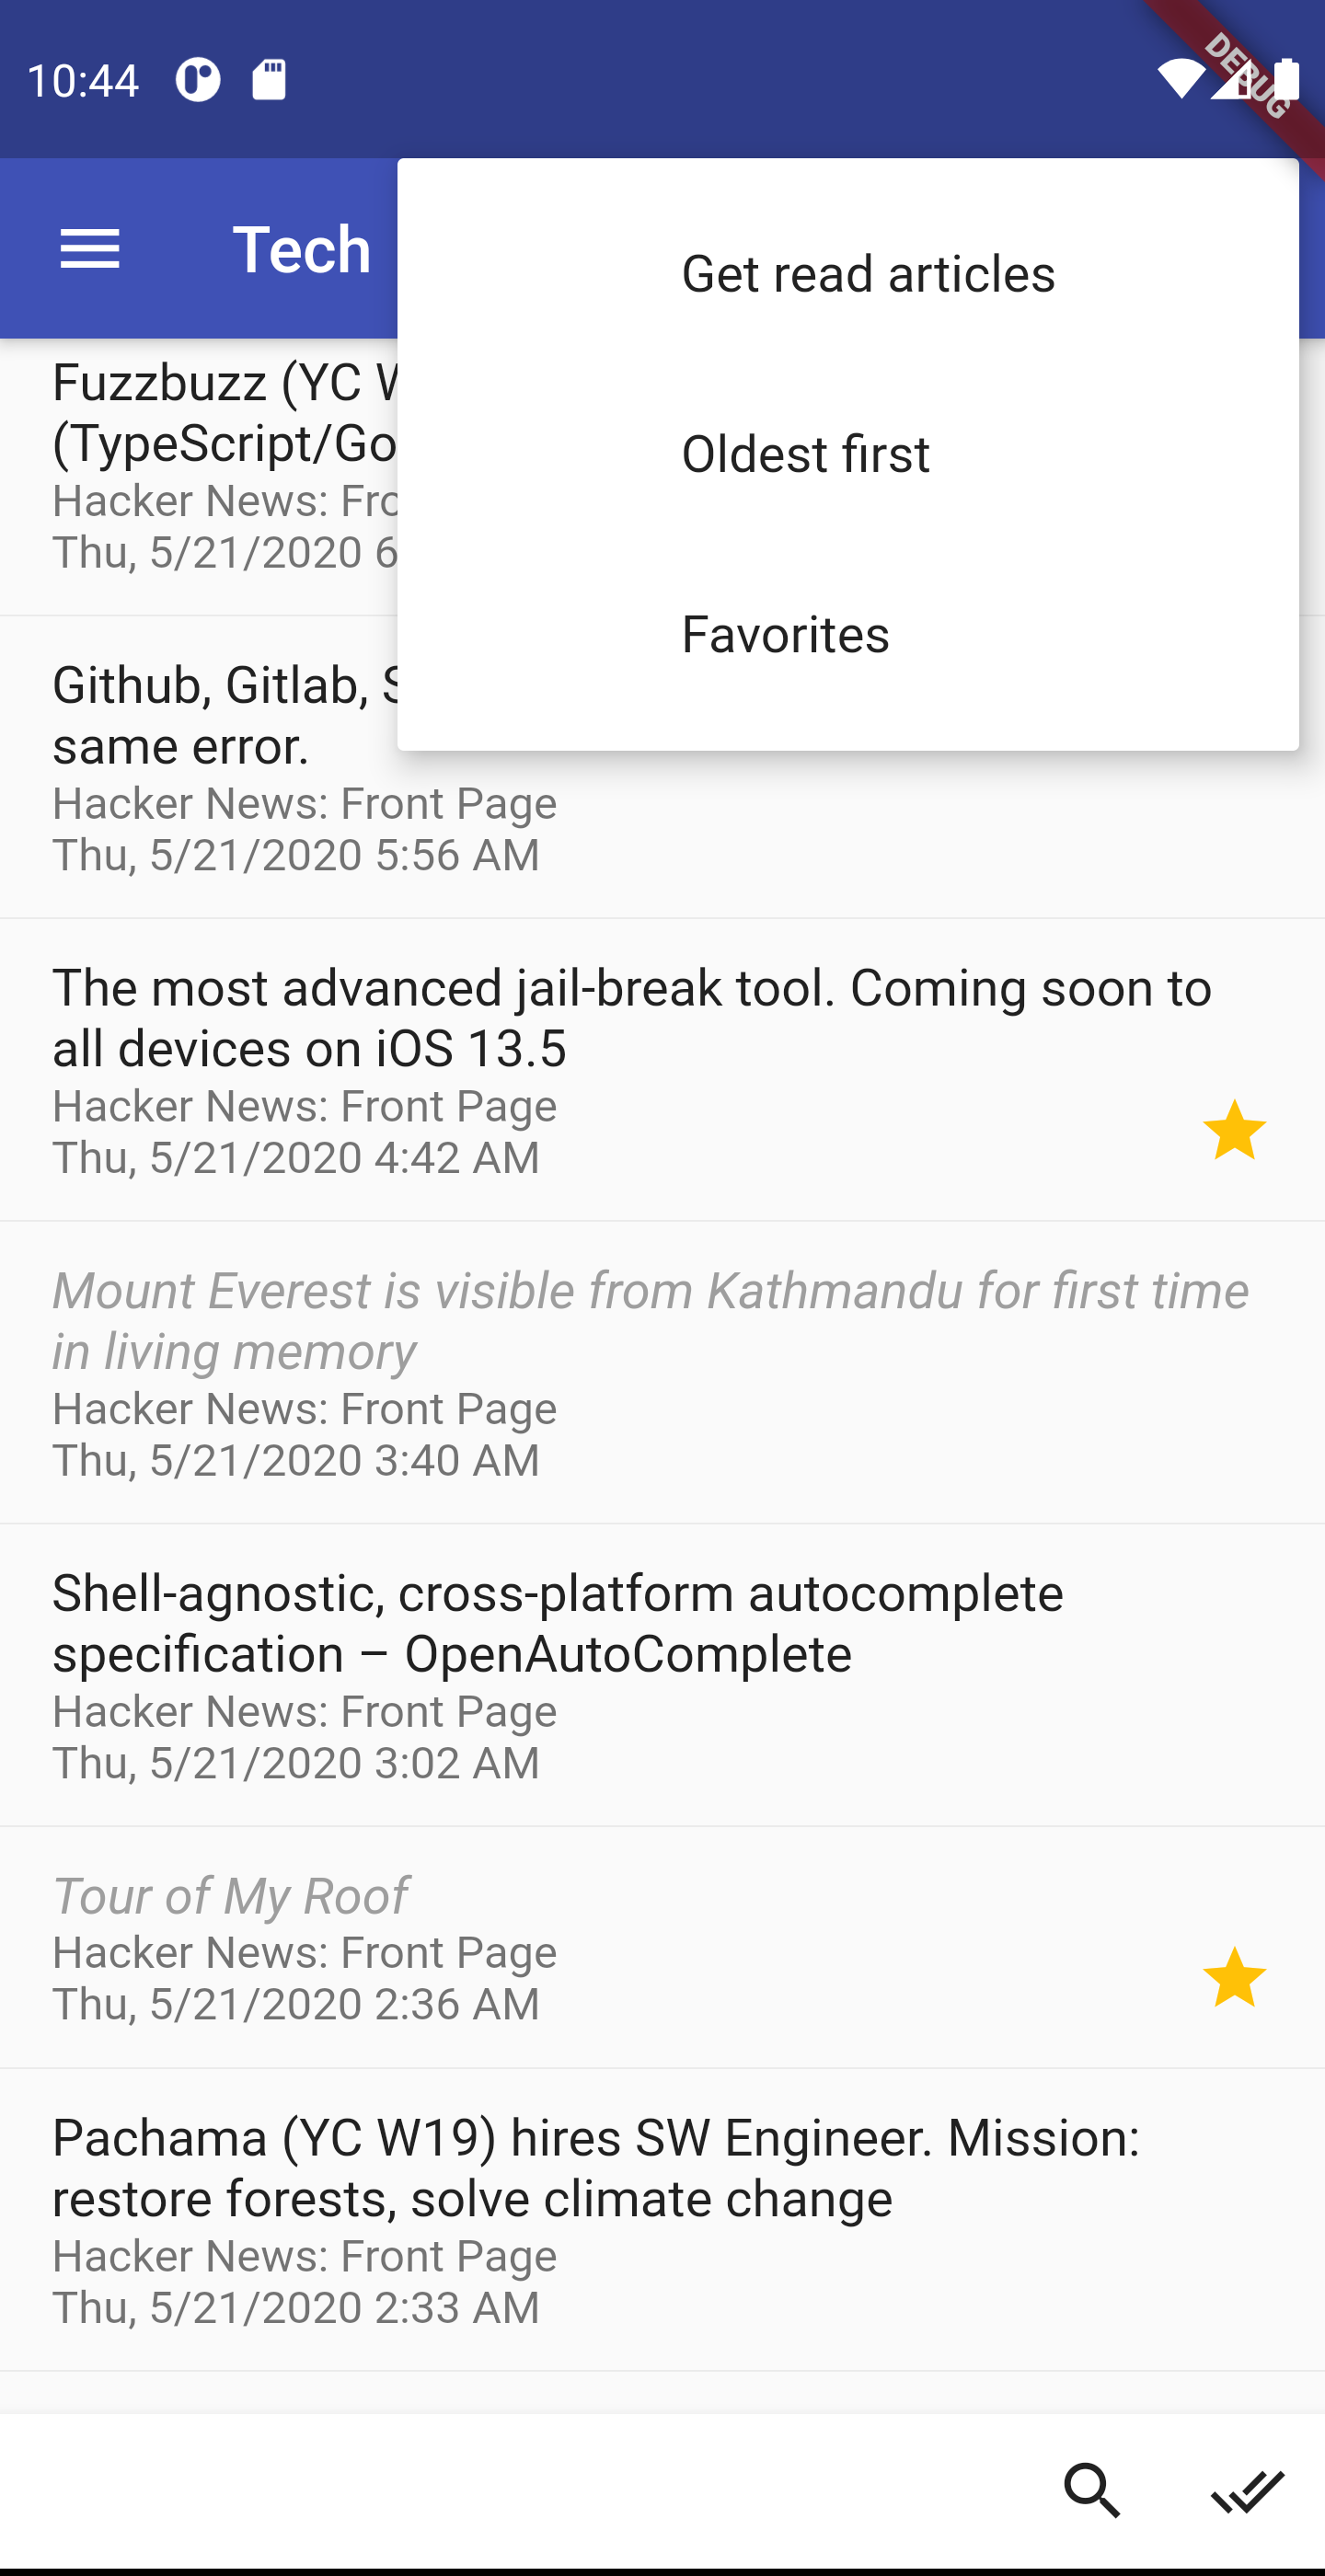 10:44
DEBUG
Tech
Get read articles
Oldest first
Favorites
Fuzzbuzz (YC
(TypeScript/Go
Hacker News: Fro
Thu, 5/21/2020 6
Github, Gitlab, S
same error.
Hacker News: Front Page
Thu, 5/21/2020 5:56 AM
The most advanced jail-break tool. Coming soon to
all devices on iOS 13.5
Hacker News: Front Page
Thu, 5/21/2020 4:42 AM
Mount Everest is visible from Kathmandu for first time
in living memory
Hacker News: Front Page
Thu, 5/21/2020 3:40 AM
Shell-agnostic, cross-platform autocomplete
specification – OpenAutoComplete
Hacker News: Front Page
Thu, 5/21/2020 3:02 AM
Tour of My Roof
Hacker News: Front Page
Thu, 5/21/2020 2:36 AM
Pachama (YC W19) hires SW Engineer. Mission:
restore forests, solve climate change
Hacker News: Front Page
Thu, 5/21/2020 2:33 AM